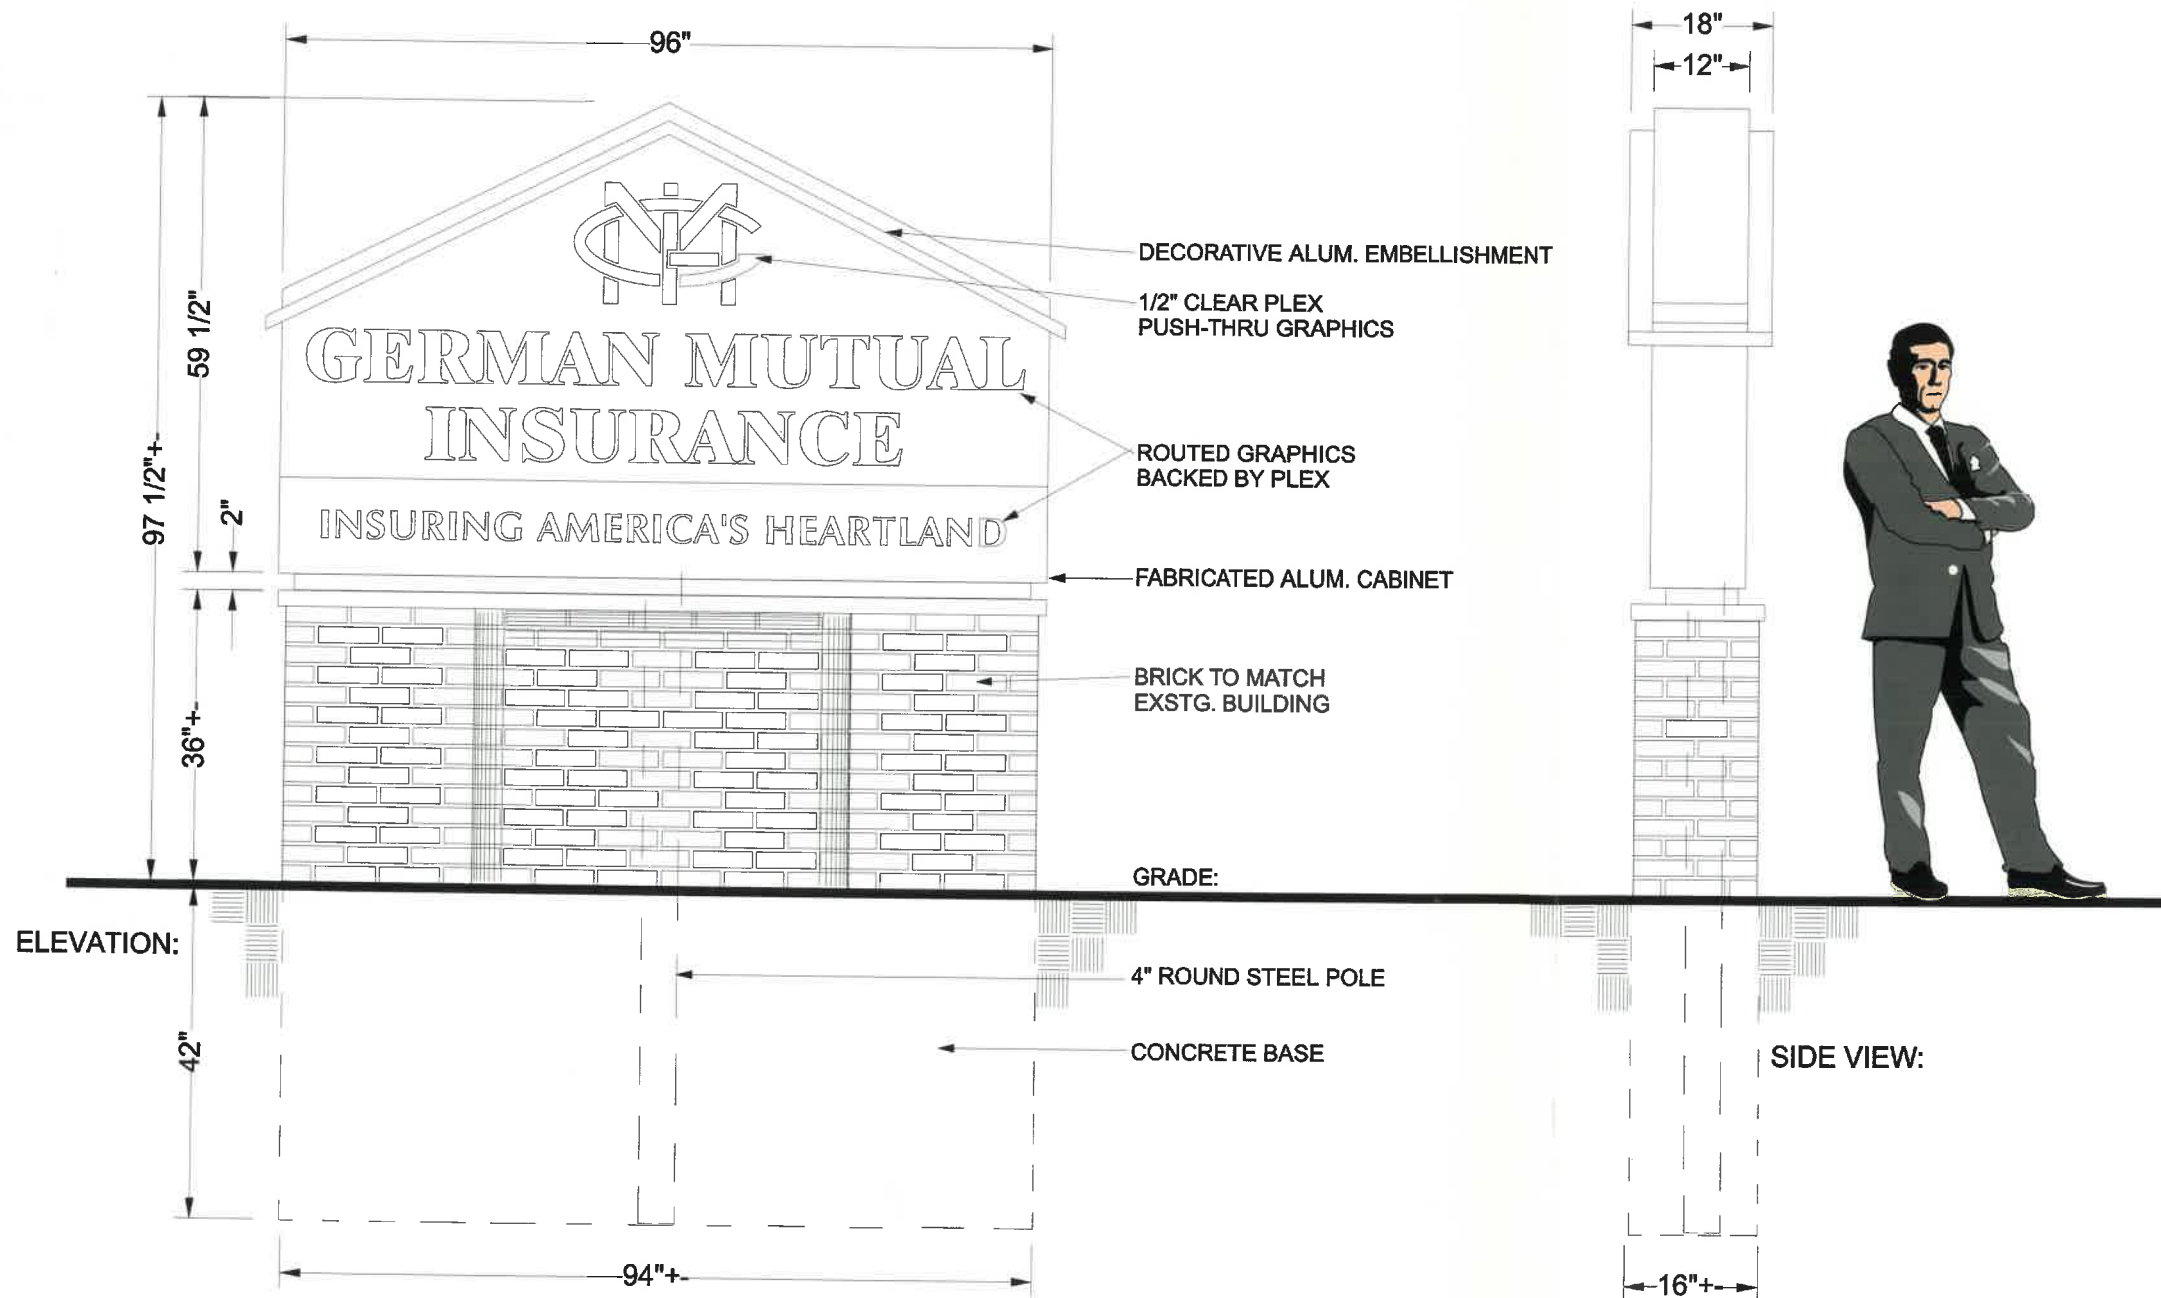 96"
18"
12"
97 1/2"+-
59 1/2"
2"
36"+-
42"
GERMAN MUTUAL
INSURANCE
INSURING AMERICA'S HEARTLAND
DECORATIVE ALUM. EMBELLISHMENT
1/2" CLEAR PLEX
PUSH-THRU GRAPHICS
ROUTED GRAPHICS
BACKED BY PLEX
FABRICATED ALUM. CABINET
BRICK TO MATCH
EXSTG. BUILDING
GRADE:
ELEVATION:
4" ROUND STEEL POLE
CONCRETE BASE
SIDE VIEW:
94"+-
16"+-